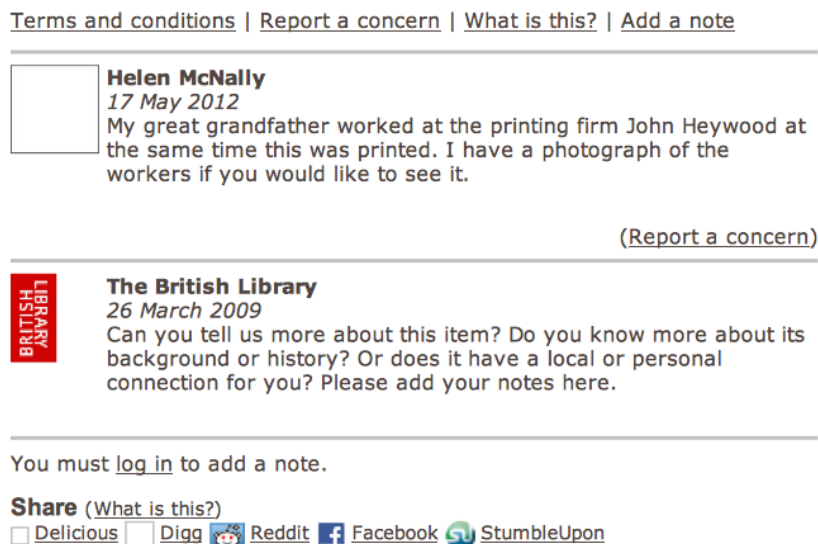 Terms and conditions | Report a concern | What is this? | Add a note
Helen McNally
17 May 2012
My great grandfather worked at the printing firm John Heywood at
the same time this was printed. I have a photograph of the
workers if you would like to see it.
(Report a concern)
BRITISH
LIBRARY
The British Library
26 March 2009
Can you tell us more about this item? Do you know more about its
background or history? Or does it have a local or personal
connection for you? Please add your notes here.
You must log in to add a note.
Share (What is this?)
Delicious Digg Reddit Facebook StumbleUpon